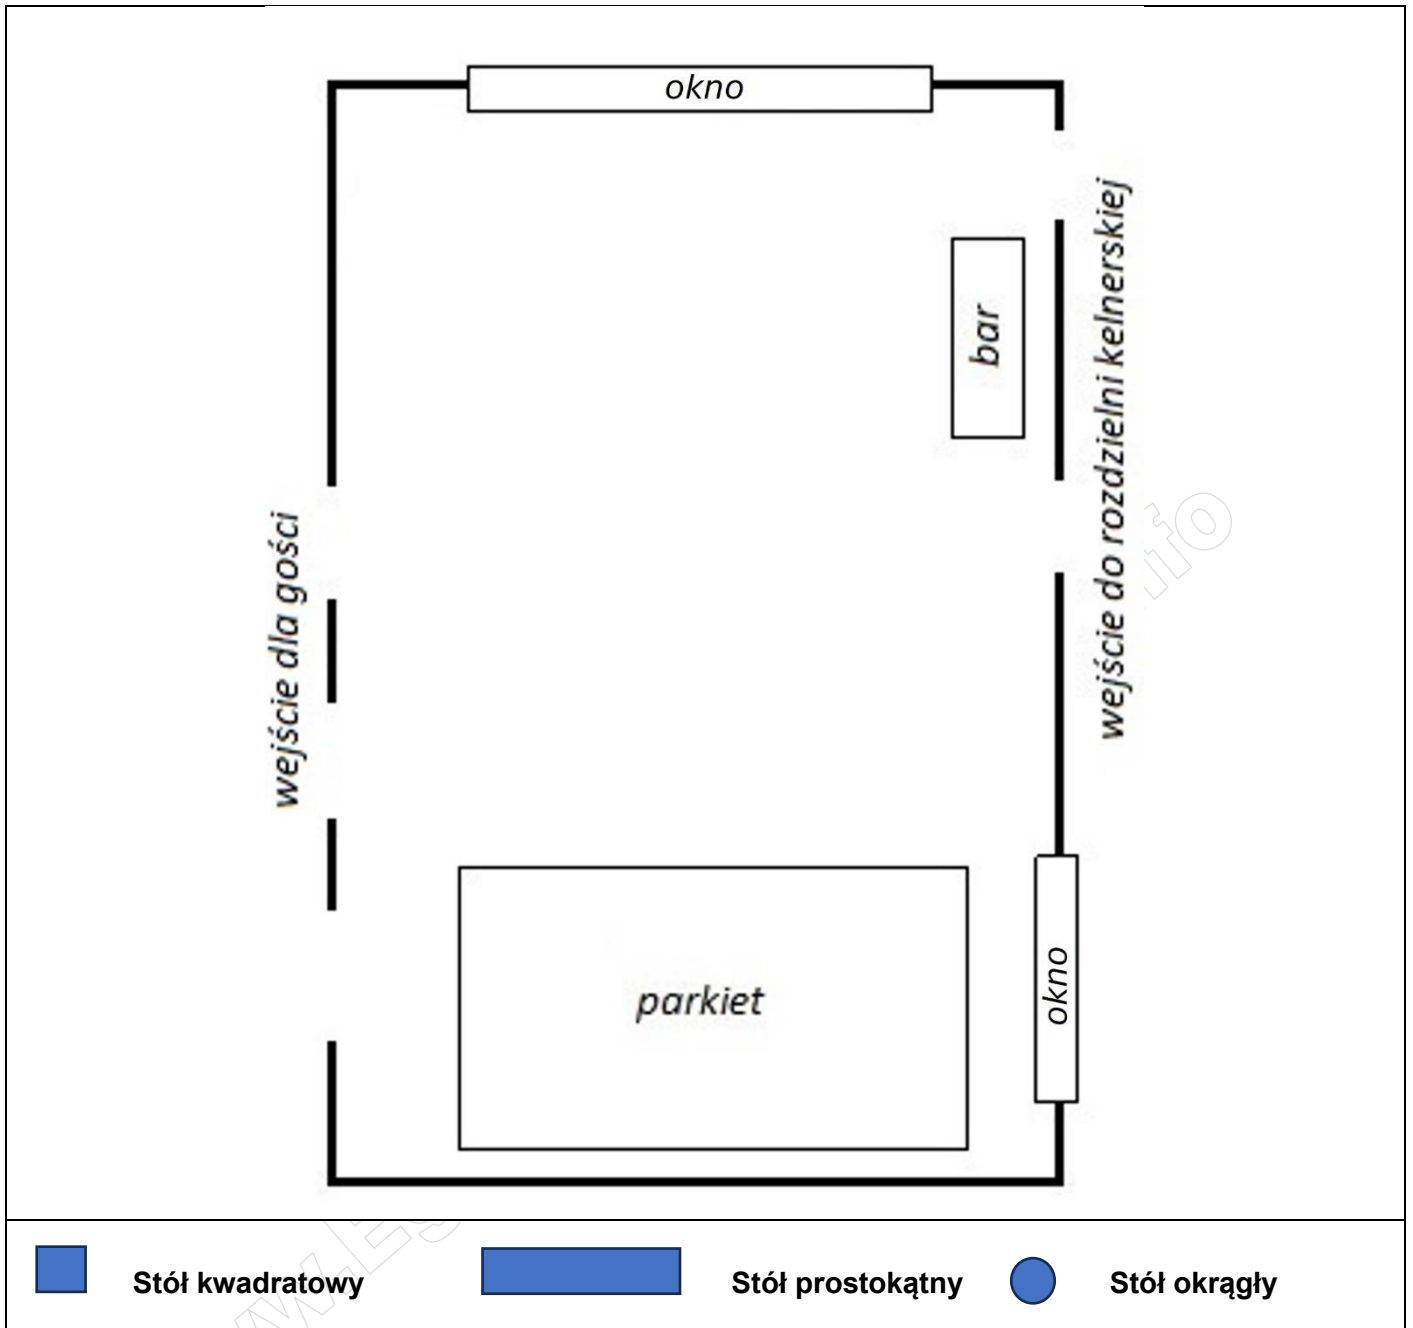 okno
wejście do rozdzielni kelnerskiej
bar
wejście dla gości
okno
parkiet
Stół kwadratowy
Stół prostokątny
Stół okrągły